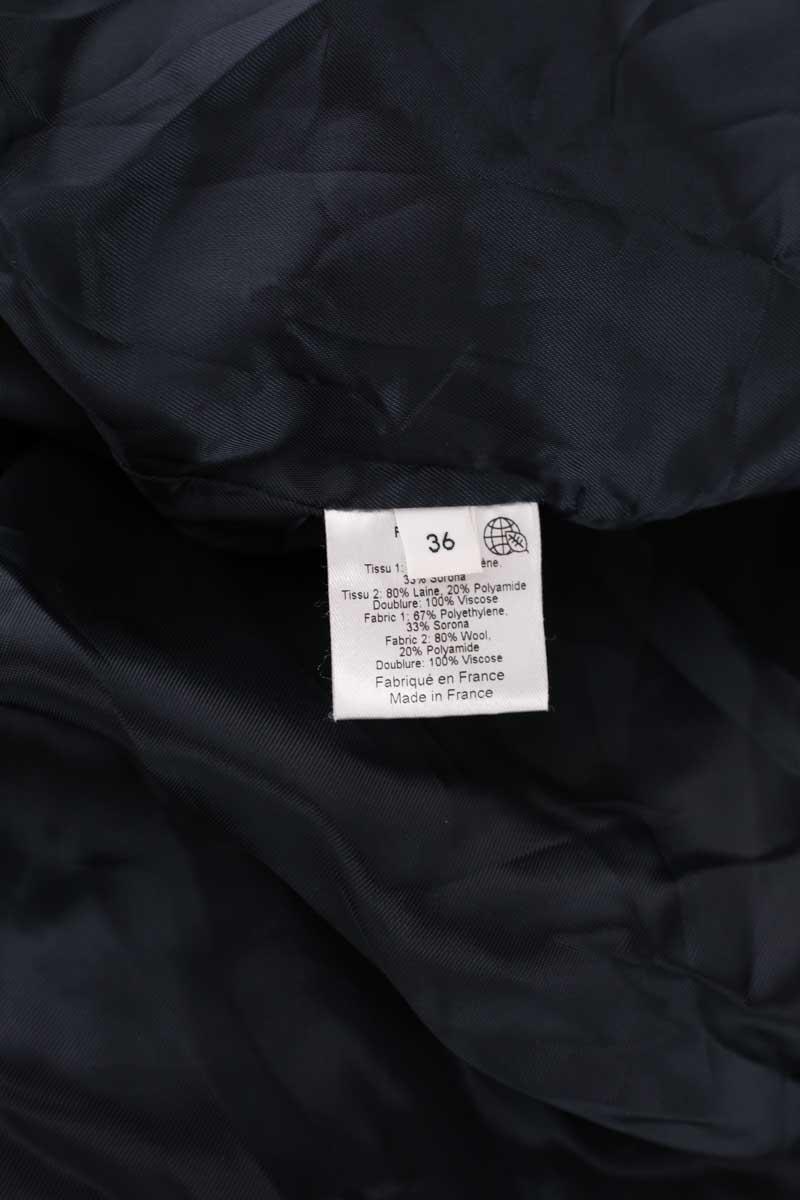 36
Tissu 1:
33% Sorona
Tissu 2: 80% Laine, 20% Polyamide
Doublure: 100% Viscose
Fabric 1: 67% Polyethylene,
33% Sorona
Fabric 2: 80% Wool,
20% Polyamide
Doublure: 100% Viscose
Fabriqué en France
Made in France